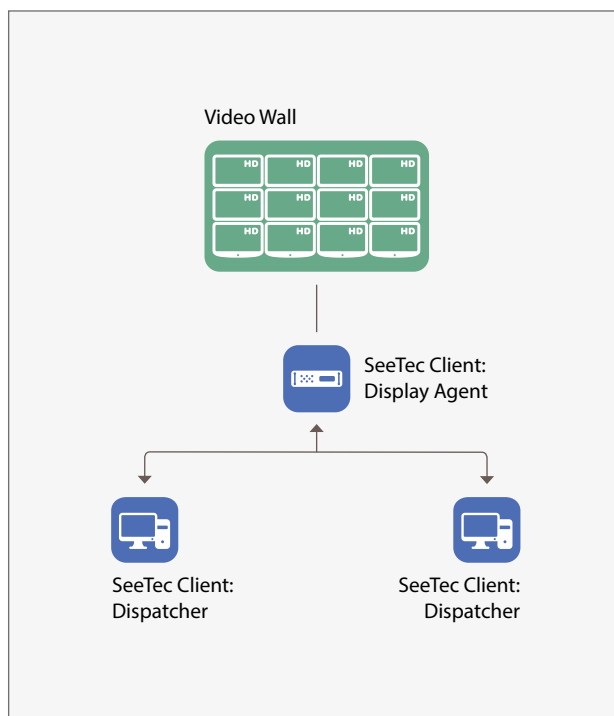 Video Wall
HD HD HD HD
HD HD HD HD
HD HD HD HD
SeeTec Client:
Display Agent
SeeTec Client:
Dispatcher
SeeTec Client:
Dispatcher